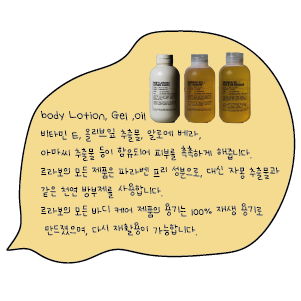 body Lotion, Gel ,oil
비타민 E, 올리브잎 추출물, 알로에 베라,
아마씨 추출물 등이 함유되어 피부를 촉촉하게 해줍니다.
르라보의 모든 제품은 파라벤 프리 성분으로, 대신 자몽 추출물과
같은 천연 방부제를 사용합니다.
르라보의 모든 바디 케어 제품의 용기는 100% 재생 용기로
만드졌으며, 다시 재활용이 가능합니다.